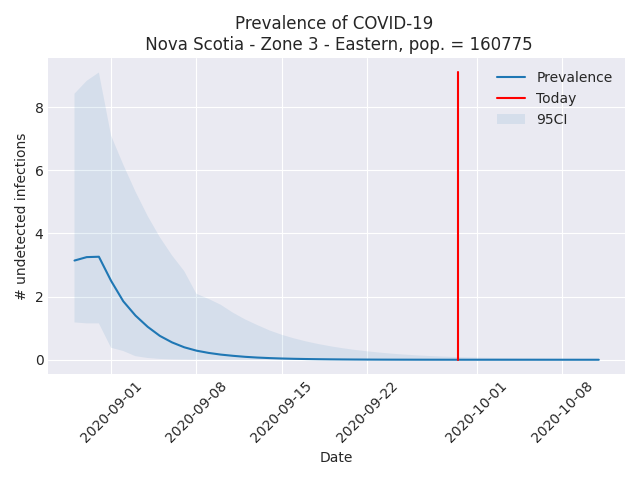 Prevalence of COVID-19
Nova Scotia - Zone 3 - Eastern, pop. = 160775
Prevalence
Today
95CI
# undetected infections
8
6
4
2
0
2020-09-01
2020-09-08
2020-09-15
2020-09-22
2020-10-01
2020-10-08
Date